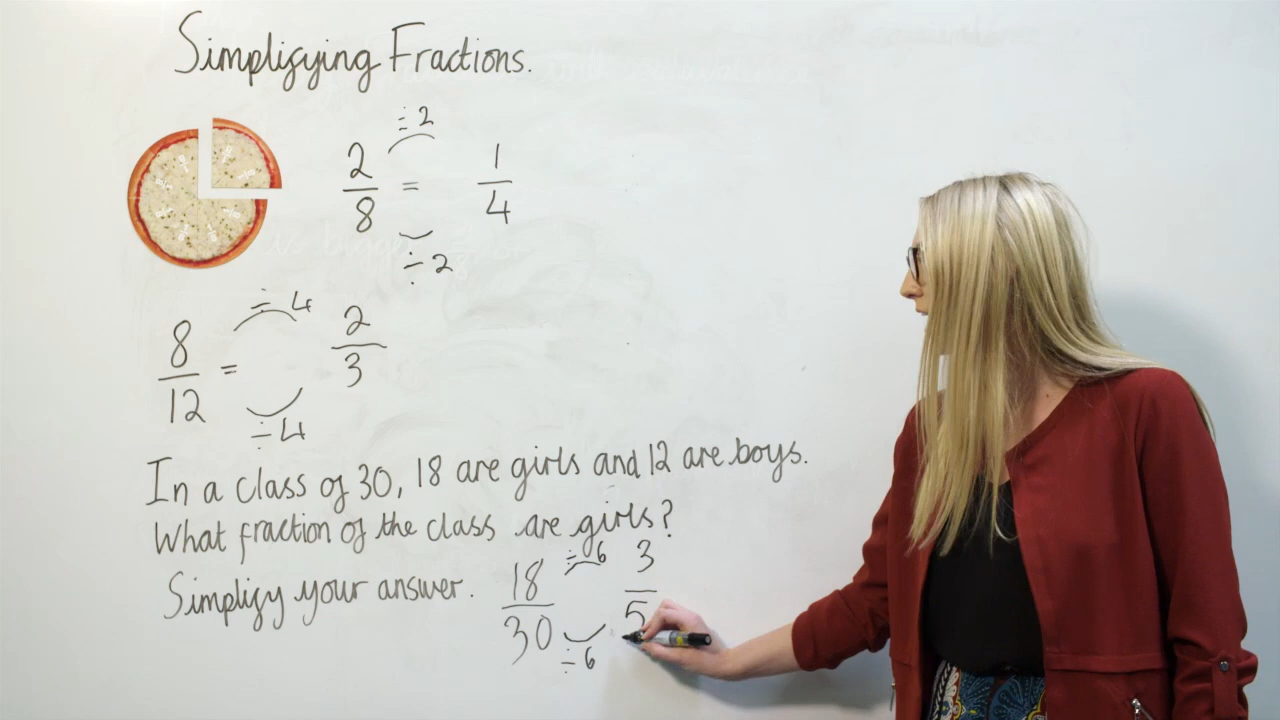 Simplifying Fractions.
÷2
2/8 = 1/4
÷2
÷4
8/12 = 2/3
÷4
In a class of 30, 18 are girls and 12 are boys.
What fraction of the class are girls?
Simplify your answer.
÷6
18/30 3/5
÷6